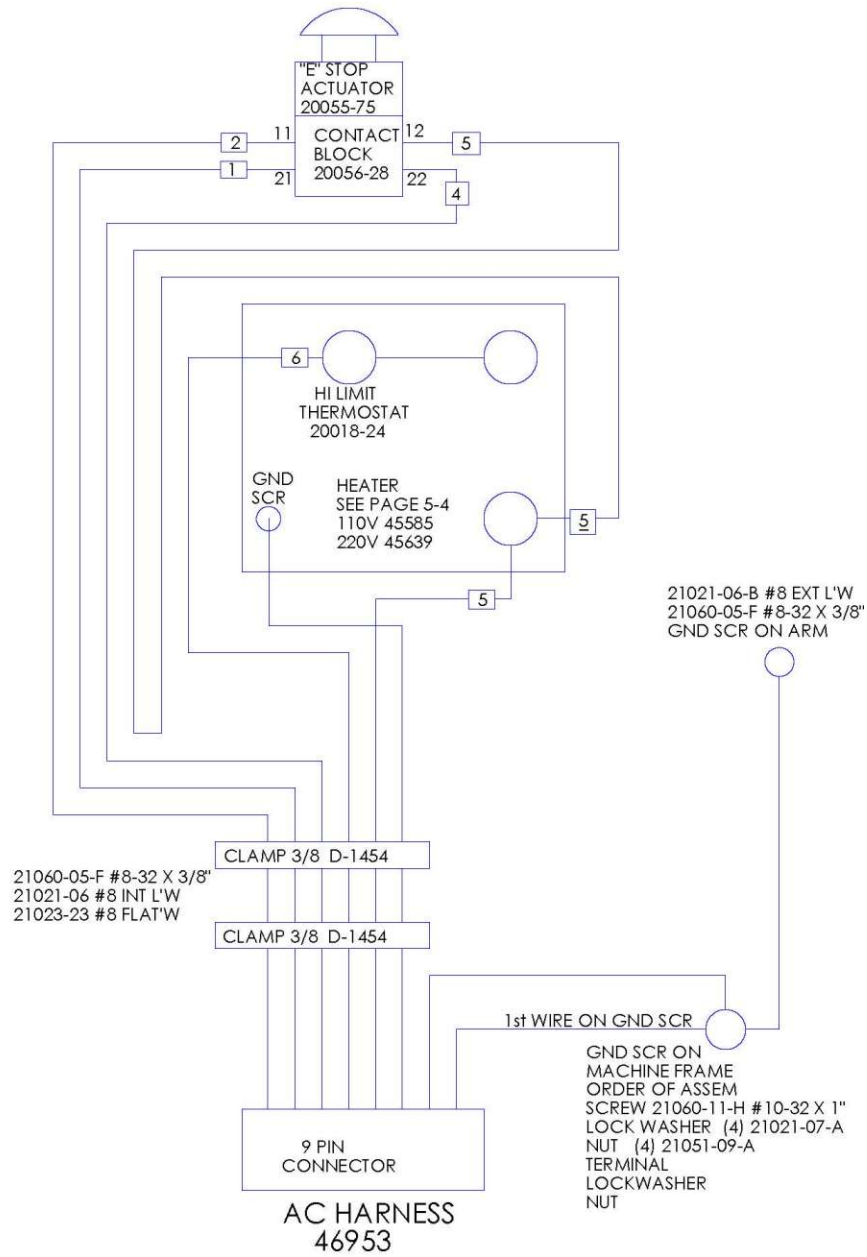 "E" STOP
ACTUATOR
20055-75
2
11
CONTACT
BLOCK
20056-28
12
5
1
21
22
4
6
HI LIMIT
THERMOSTAT
20018-24
GND
SCR
HEATER
SEE PAGE 5-4
110V 45585
220V 45639
5
5
21021-06-B #8 EXT L'W
21060-05-F #8-32 X 3/8"
GND SCR ON ARM
CLAMP 3/8 D-1454
21060-05-F #8-32 X 3/8"
21021-06 #8 INT L'W
21023-23 #8 FLAT'W
CLAMP 3/8 D-1454
1st WIRE ON GND SCR
GND SCR ON
MACHINE FRAME
ORDER OF ASSEM
SCREW 21060-11-H #10-32 X 1"
LOCK WASHER (4) 21021-07-A
NUT (4) 21051-09-A
TERMINAL
LOCKWASHER
NUT
9 PIN
CONNECTOR
AC HARNESS
46953